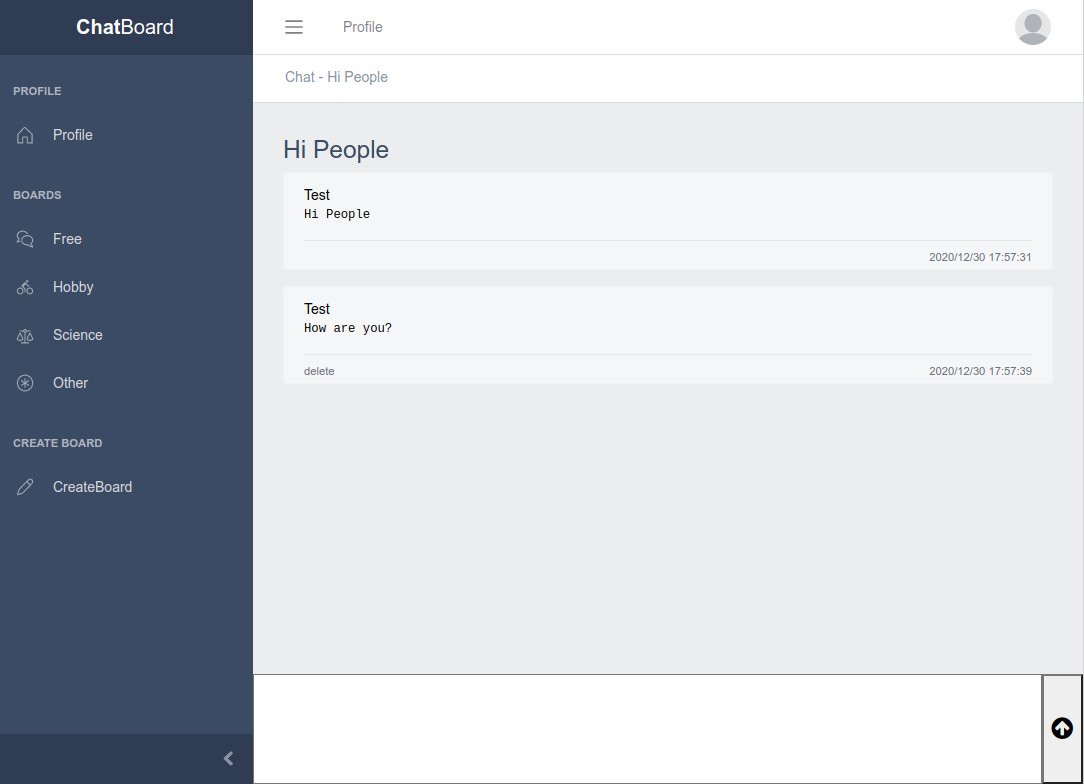 ChatBoard
Profile
Chat - Hi People
PROFILE
Profile
BOARDS
Free
Hobby
Science
Other
CREATE BOARD
CreateBoard
Hi People
Test
Hi People
2020/12/30 17:57:31
Test
How are you?
delete 2020/12/30 17:57:39